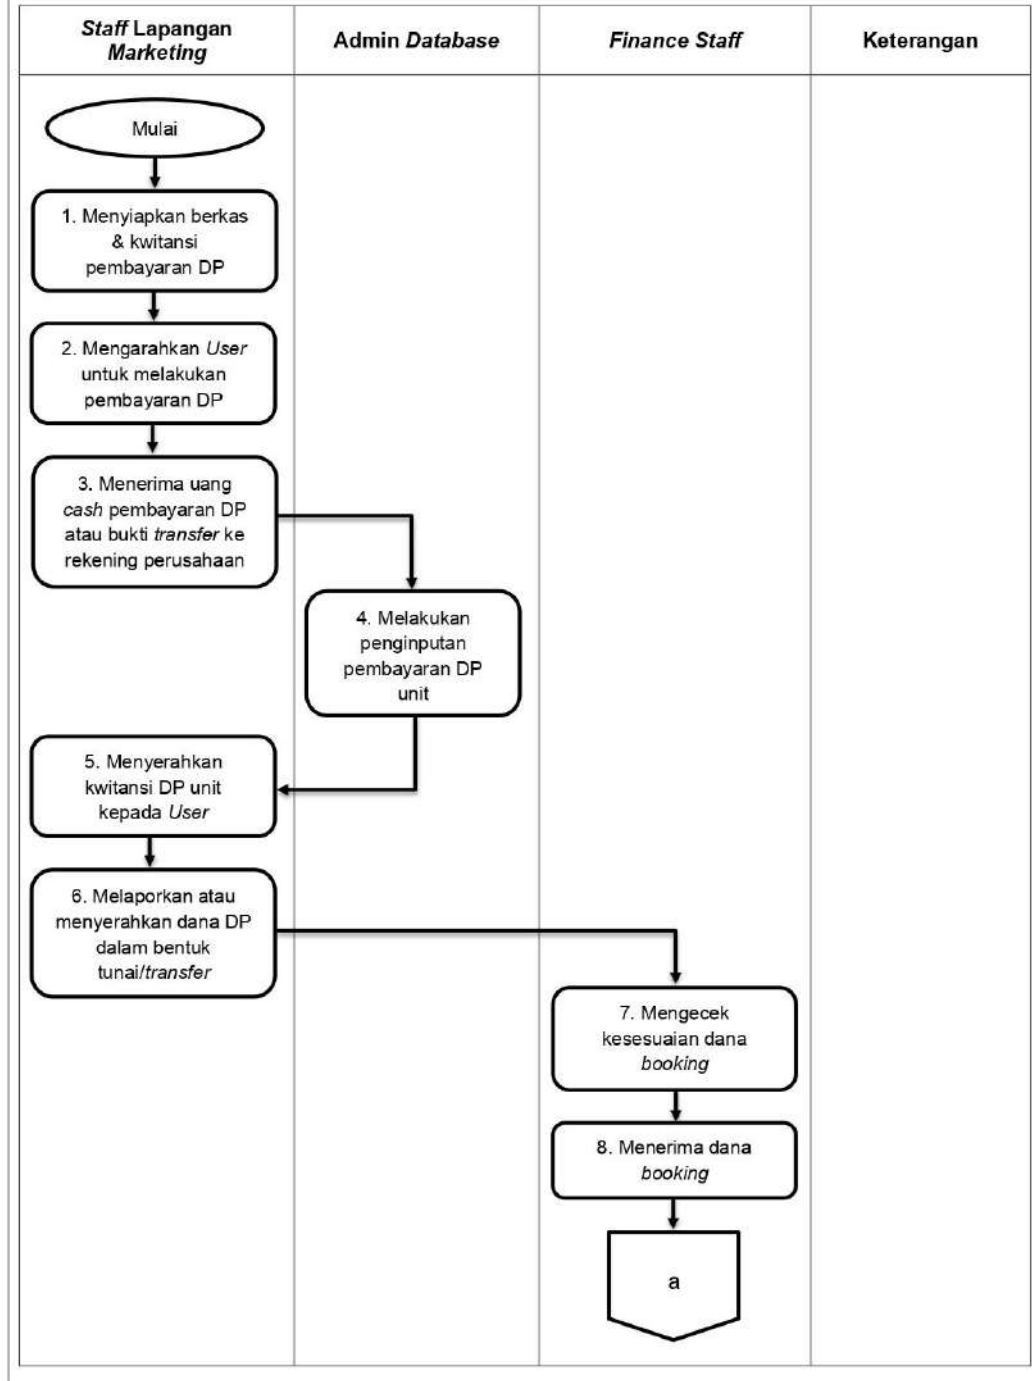 Staff Lapangan
Marketing
Admin Database
Finance Staff
Keterangan
Mulai
1. Menyiapkan berkas
& kwitansi
pembayaran DP
2. Mengarahkan User
untuk melakukan
pembayaran DP
3. Menerima uang
cash pembayaran DP
atau bukti transfer ke
rekening perusahaan
4. Melakukan
penginputan
pembayaran DP
unit
5. Menyerahkan
kwitansi DP unit
kepada User
6. Melaporkan atau
menyerahkan dana DP
dalam bentuk
tunai/transfer
7. Mengecek
kesesuaian dana
booking
8. Menerima dana
booking
a